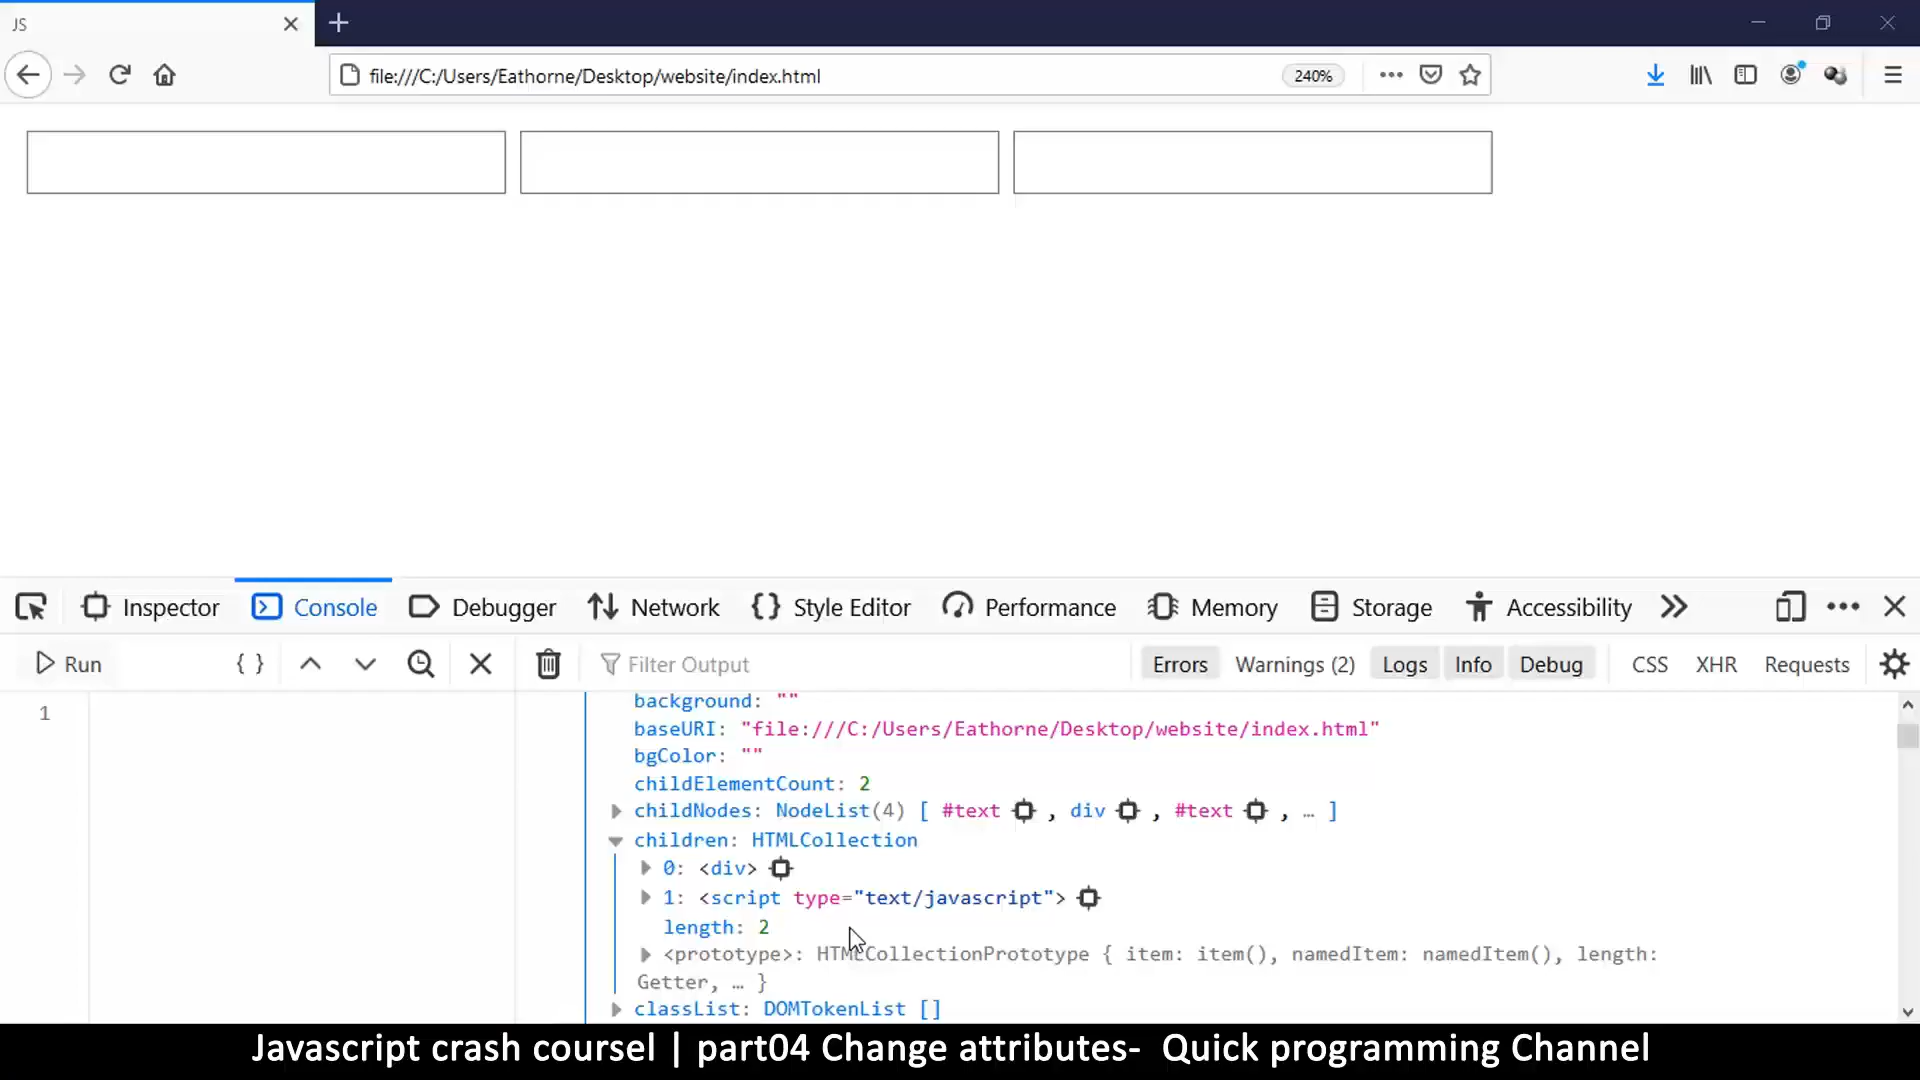 JS
file:///C:/Users/Eathorne/Desktop/website/index.html 240%
Inspector Console Debugger Network Style Editor Performance Memory Storage Accessibility
Run Filter Output Errors Warnings (2) Logs Info Debug CSS XHR Requests
1
background: ""
baseURI: "file:///C:/Users/Eathorne/Desktop/website/index.html"
bgColor: ""
childElementCount: 2
childNodes: NodeList(4) [ #text , div , #text , … ]
children: HTMLCollection
0: <div>
1: <script type="text/javascript">
length: 2
<prototype>: HTMLCollectionPrototype { item: item(), namedItem: namedItem(), length:
Getter, … }
classList: DOMTokenList []
Javascript crash coursel | part04 Change attributes- Quick programming Channel